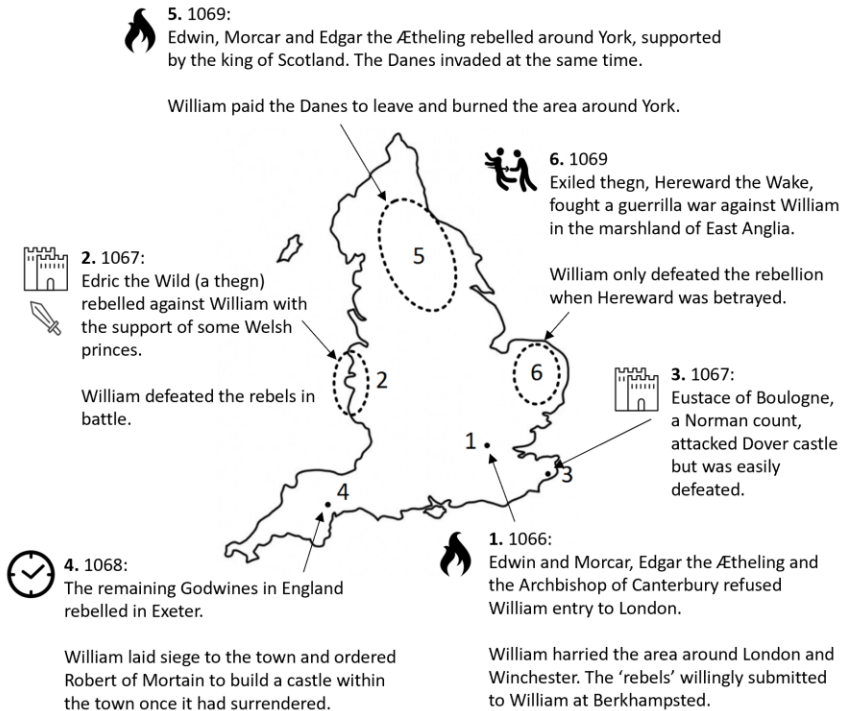 5. 1069:
Edwin, Morcar and Edgar the Ætheling rebelled around York, supported
by the king of Scotland. The Danes invaded at the same time.
William paid the Danes to leave and burned the area around York.
6. 1069
Exiled thegn, Hereward the Wake,
fought a guerrilla war against William
in the marshland of East Anglia.
William only defeated the rebellion
when Hereward was betrayed.
5
2. 1067:
Edric the Wild (a thegn)
rebelled against William with
the support of some Welsh
princes.
William defeated the rebels in
battle.
2
6
3. 1067:
Eustace of Boulogne,
a Norman count,
attacked Dover castle
but was easily
defeated.
1
3
4
4. 1068:
The remaining Godwines in England
rebelled in Exeter.
William laid siege to the town and ordered
Robert of Mortain to build a castle within
the town once it had surrendered.
1. 1066:
Edwin and Morcar, Edgar the Ætheling and
the Archbishop of Canterbury refused
William entry to London.
William harried the area around London and
Winchester. The ‘rebels’ willingly submitted
to William at Berkhampsted.